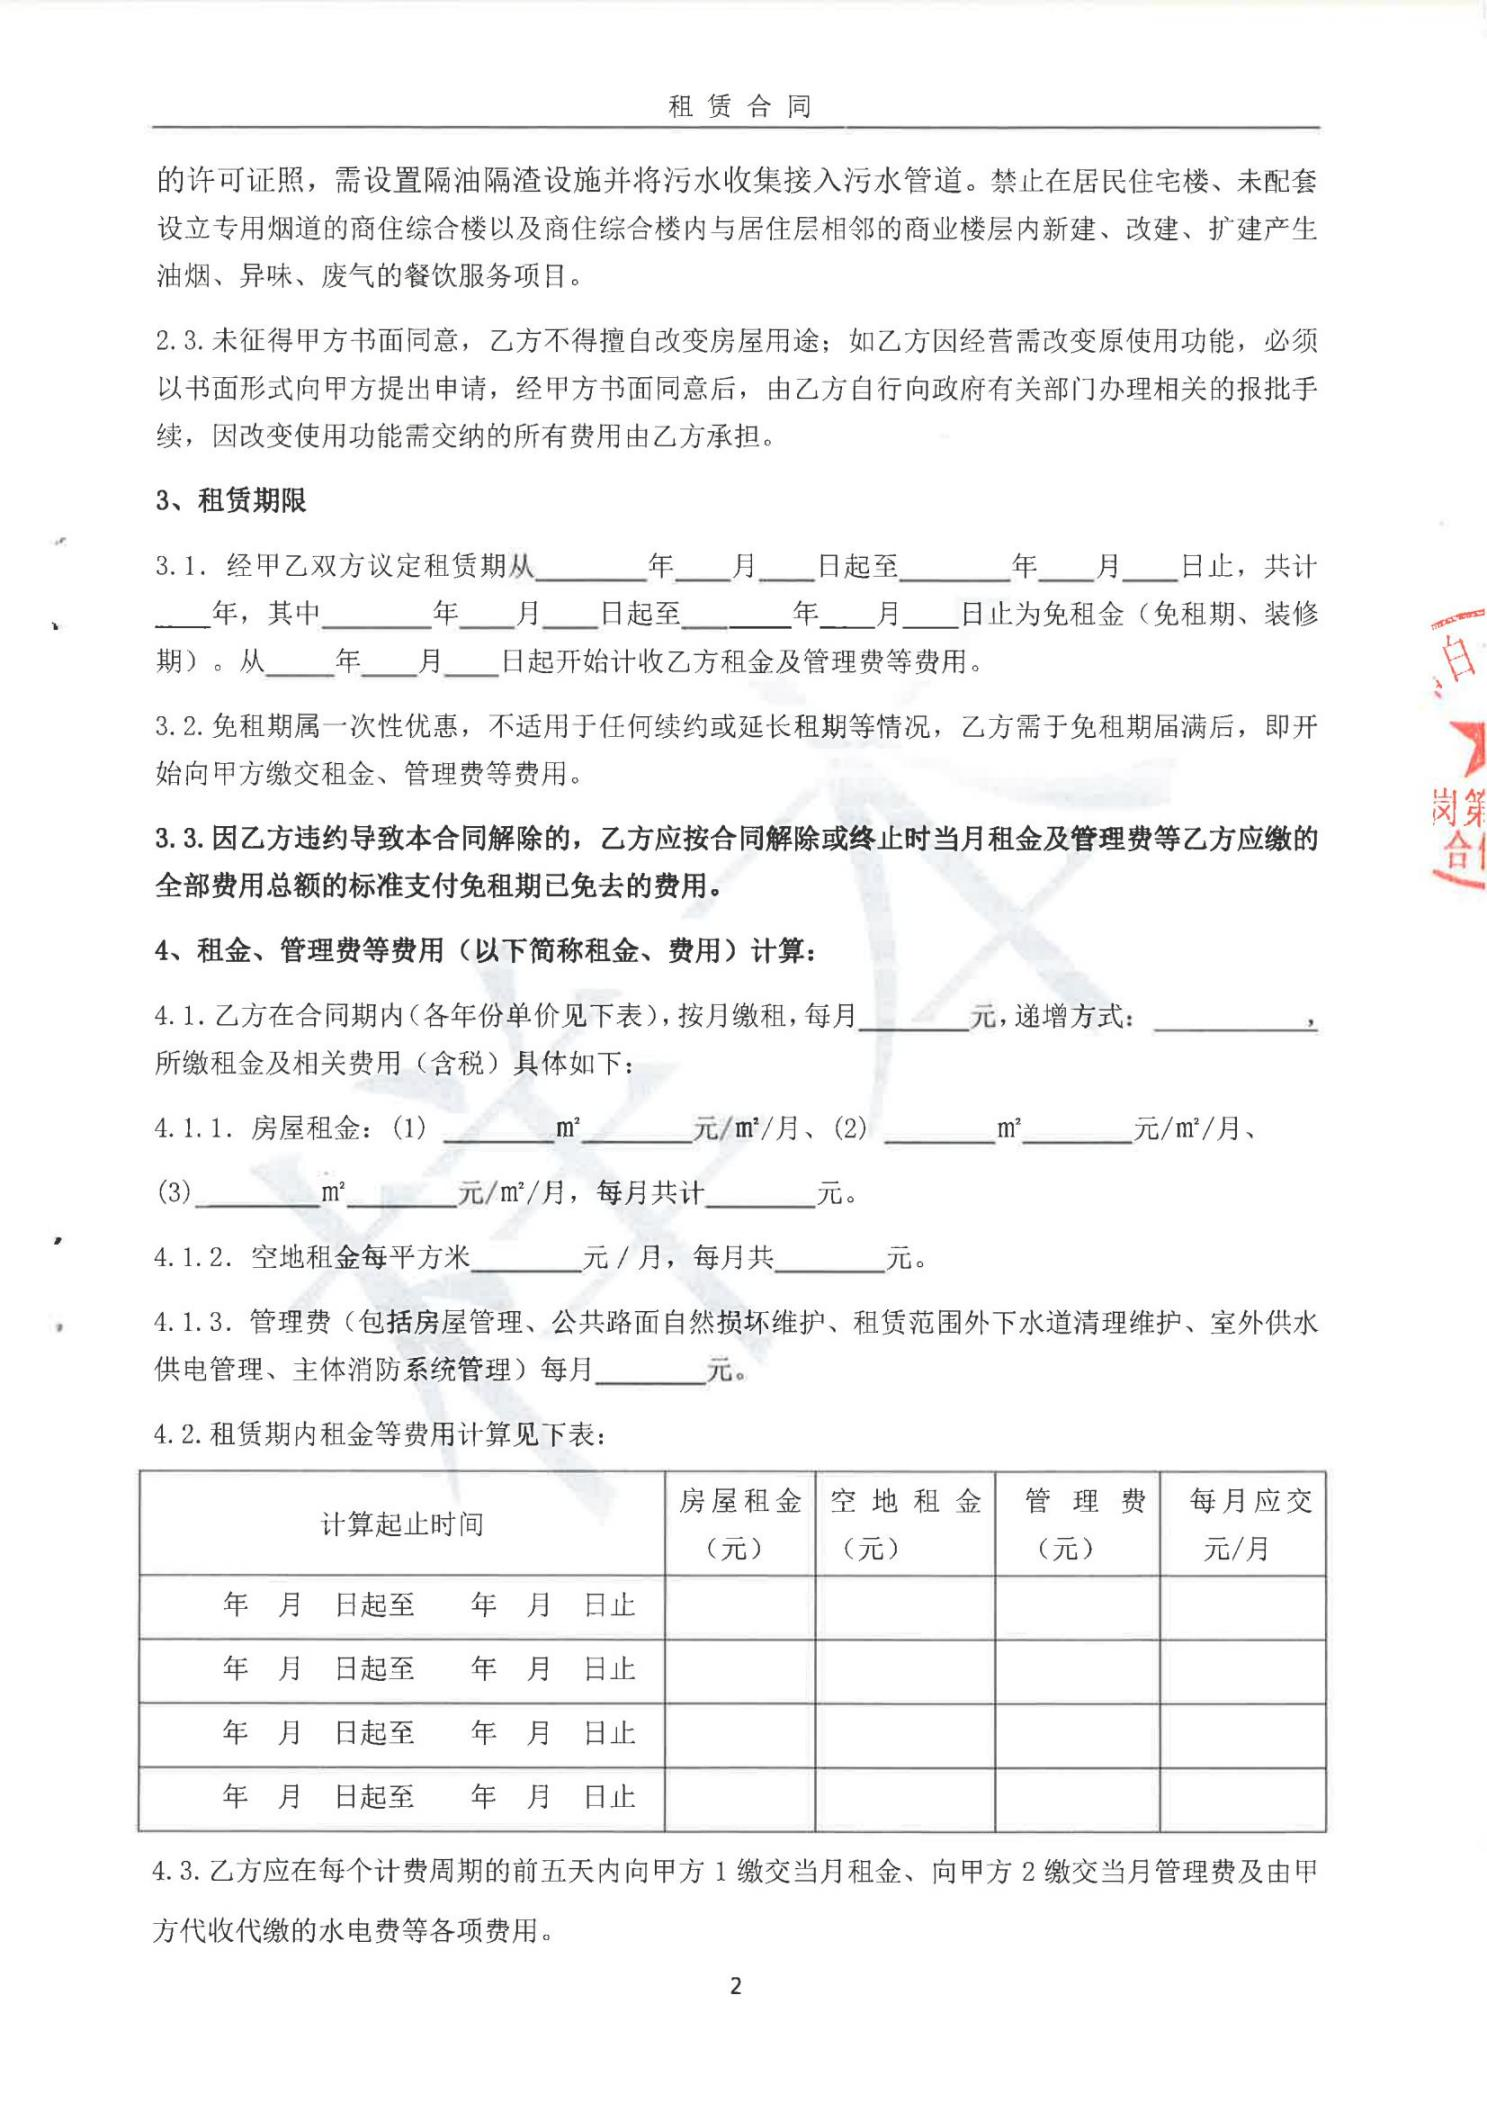 租赁合同
的许可证照，需设置隔油隔渣设施并将污水收集接入污水管道。禁止在居民住宅楼、未配套
设立专用烟道的商住综合楼以及商住综合楼内与居住层相邻的商业楼层内新建、改建、扩建产生
油烟、异味、废气的餐饮服务项目。
2.3.未征得甲方书面同意，乙方不得擅自改变房屋用途；如乙方因经营需改变原使用功能，必须
以书面形式向甲方提出申请，经甲方书面同意后，由乙方自行向政府有关部门办理相关的报批手
续，因改变使用功能需交纳的所有费用由乙方承担。
3、租赁期限
3.1. 经甲乙双方议定租赁期从________年____月____日起至________年____月____日止，共计
____年，其中________年____月____日起至________年____月____日止为免租金（免租期、装修
期）。从_____年____月____日起开始计收乙方租金及管理费等费用。
3.2.免租期属一次性优惠，不适用于任何续约或延长租期等情况，乙方需于免租期届满后，即开
始向甲方缴交租金、管理费等费用。
3.3.因乙方违约导致本合同解除的，乙方应按合同解除或终止时当月租金及管理费等乙方应缴的
全部费用总额的标准支付免租期已免去的费用。
4、租金、管理费等费用（以下简称租金、费用）计算：
4.1.乙方在合同期内(各年份单价见下表),按月缴租,每月________元,递增方式：____________，
所缴租金及相关费用（含税）具体如下：
4.1.1. 房屋租金：(1) ________m²________元/m²/月、(2) ________m²________元/m²/月、
(3)_________m²________元/m²/月，每月共计________元。
4.1.2. 空地租金每平方米________元/月，每月共________元。
4.1.3. 管理费（包括房屋管理、公共路面自然损坏维护、租赁范围外下水道清理维护、室外供水
供电管理、主体消防系统管理）每月________元。
4.2.租赁期内租金等费用计算见下表：
计算起止时间 房屋租金（元） 空地租金（元） 管理费（元） 每月应交元/月
年 月 日起至 年 月 日止
年 月 日起至 年 月 日止
年 月 日起至 年 月 日止
年 月 日起至 年 月 日止
4.3.乙方应在每个计费周期的前五天内向甲方1缴交当月租金、向甲方2缴交当月管理费及由甲
方代收代缴的水电费等各项费用。
2
白
岗第
合